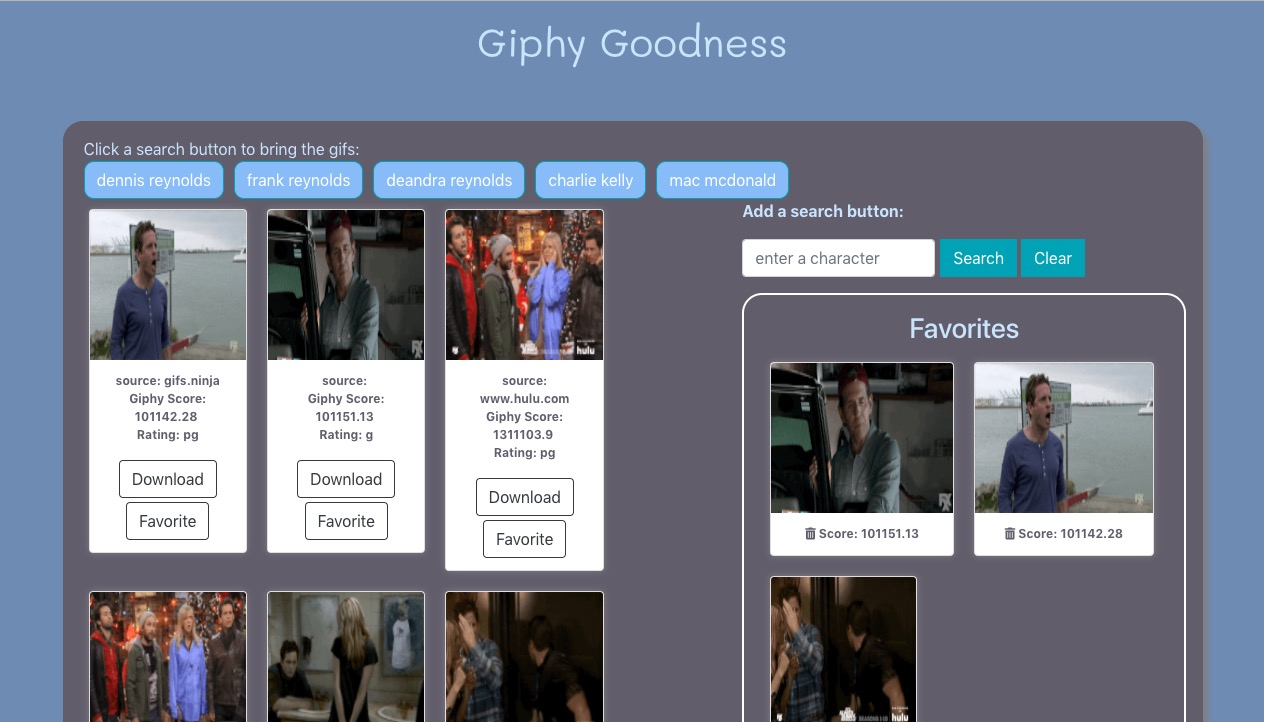 Giphy Goodness
Click a search button to bring the gifs:
dennis reynolds
frank reynolds
deandra reynolds
charlie kelly
mac mcdonald
source: gifs.ninja
Giphy Score:
101142.28
Rating: pg
Download
Favorite
FXX
source:
Giphy Score:
101151.13
Rating: g
Download
Favorite
hulu
source:
www.hulu.com
Giphy Score:
1311103.9
Rating: pg
Download
Favorite
Add a search button:
enter a character
Search
Clear
Favorites
FXX
Score: 101151.13
Score: 101142.28
hulu